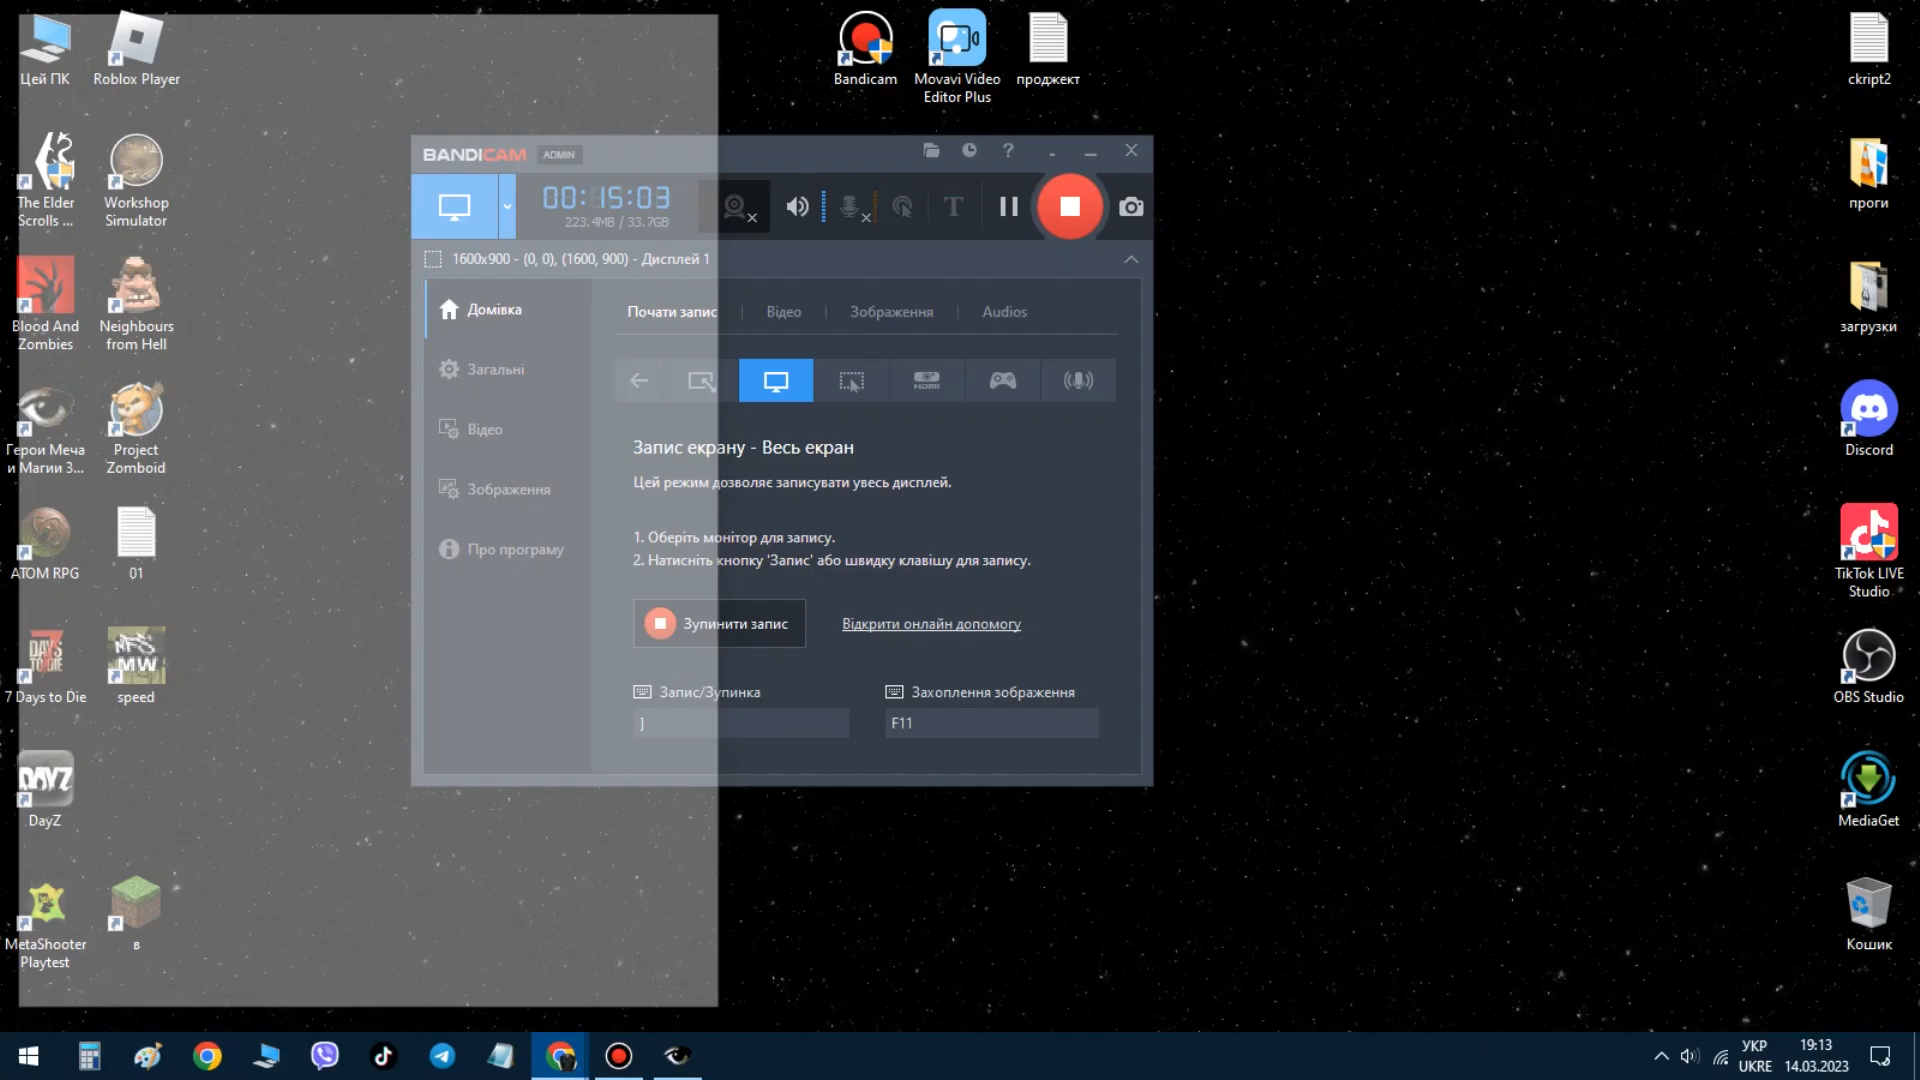 Цей ПК
Roblox Player
The Elder
Scrolls ...
Workshop
Simulator
Blood And
Zombies
Neighbours
from Hell
Герои Меча
и Магии 3...
Project
Zomboid
ATOM RPG
01
7 Days to Die
speed
DayZ
MetaShooter
Playtest
в
Bandicam
Movavi Video
Editor Plus
проджект
BANDICAM
ADMIN
00:15:03
223.4MB / 33.7GB
1600x900 - (0, 0), (1600, 900) - Дисплей 1
Домівка
Загальні
Відео
Зображення
Про програму
Почати запис
Відео
Зображення
Audios
HDMI
Запис екрану - Весь екран
Цей режим дозволяє записувати увесь дисплей.
1. Оберіть монітор для запису.
2. Натисніть кнопку 'Запис' або швидку клавішу для запису.
Зупинити запис
Відкрити онлайн допомогу
Запис/Зупинка
Захоплення зображення
]
F11
ckript2
проги
загрузки
Discord
TikTok LIVE
Studio
OBS Studio
MediaGet
Кошик
УКР
UKRE
19:13
14.03.2023